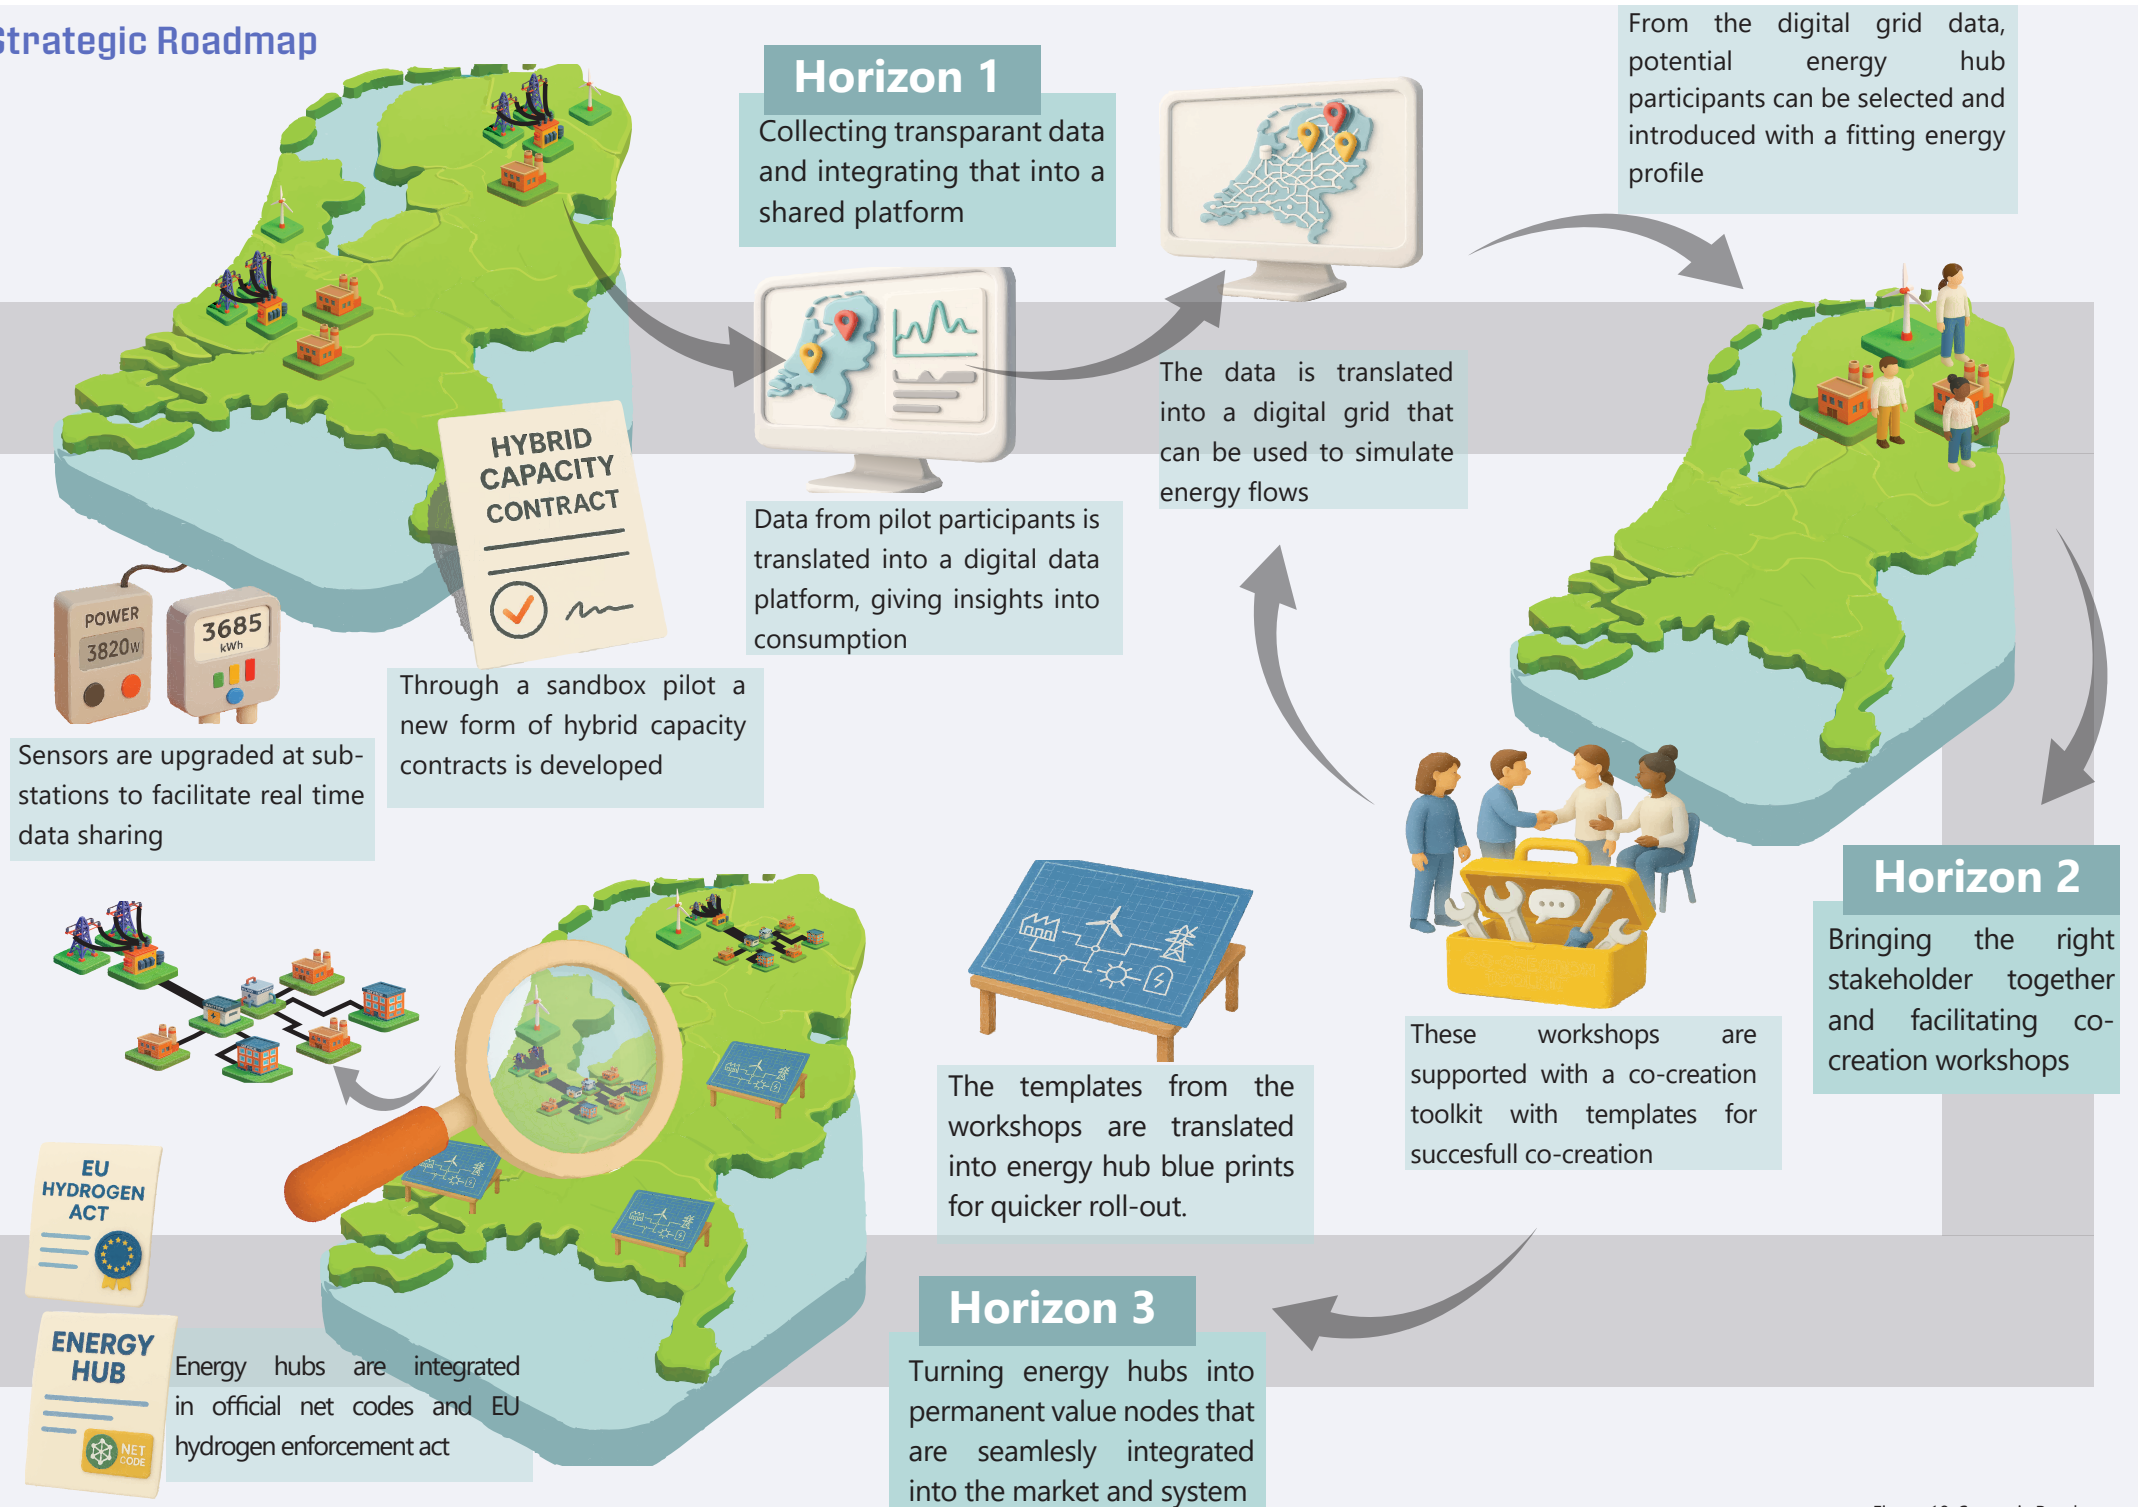 Strategic Roadmap
Horizon 1
Collecting transparant data
and integrating that into a
shared platform
From the digital grid data,
potential energy hub
participants can be selected and
introduced with a fitting energy
profile
HYBRID
CAPACITY
CONTRACT
The data is translated
into a digital grid that
can be used to simulate
energy flows
Data from pilot participants is
translated into a digital data
platform, giving insights into
consumption
POWER
3820W
3685
kWh
Through a sandbox pilot a
new form of hybrid capacity
contracts is developed
Sensors are upgraded at sub-
stations to facilitate real time
data sharing
Horizon 2
Bringing the right
stakeholder together
and facilitating co-
creation workshops
These workshops are
supported with a co-creation
toolkit with templates for
succesfull co-creation
The templates from the
workshops are translated
into energy hub blue prints
for quicker roll-out.
EU
HYDROGEN
ACT
Horizon 3
Turning energy hubs into
permanent value nodes that
are seamlesly integrated
into the market and system
ENERGY
HUB
NET
CODE
Energy hubs are integrated
in official net codes and EU
hydrogen enforcement act